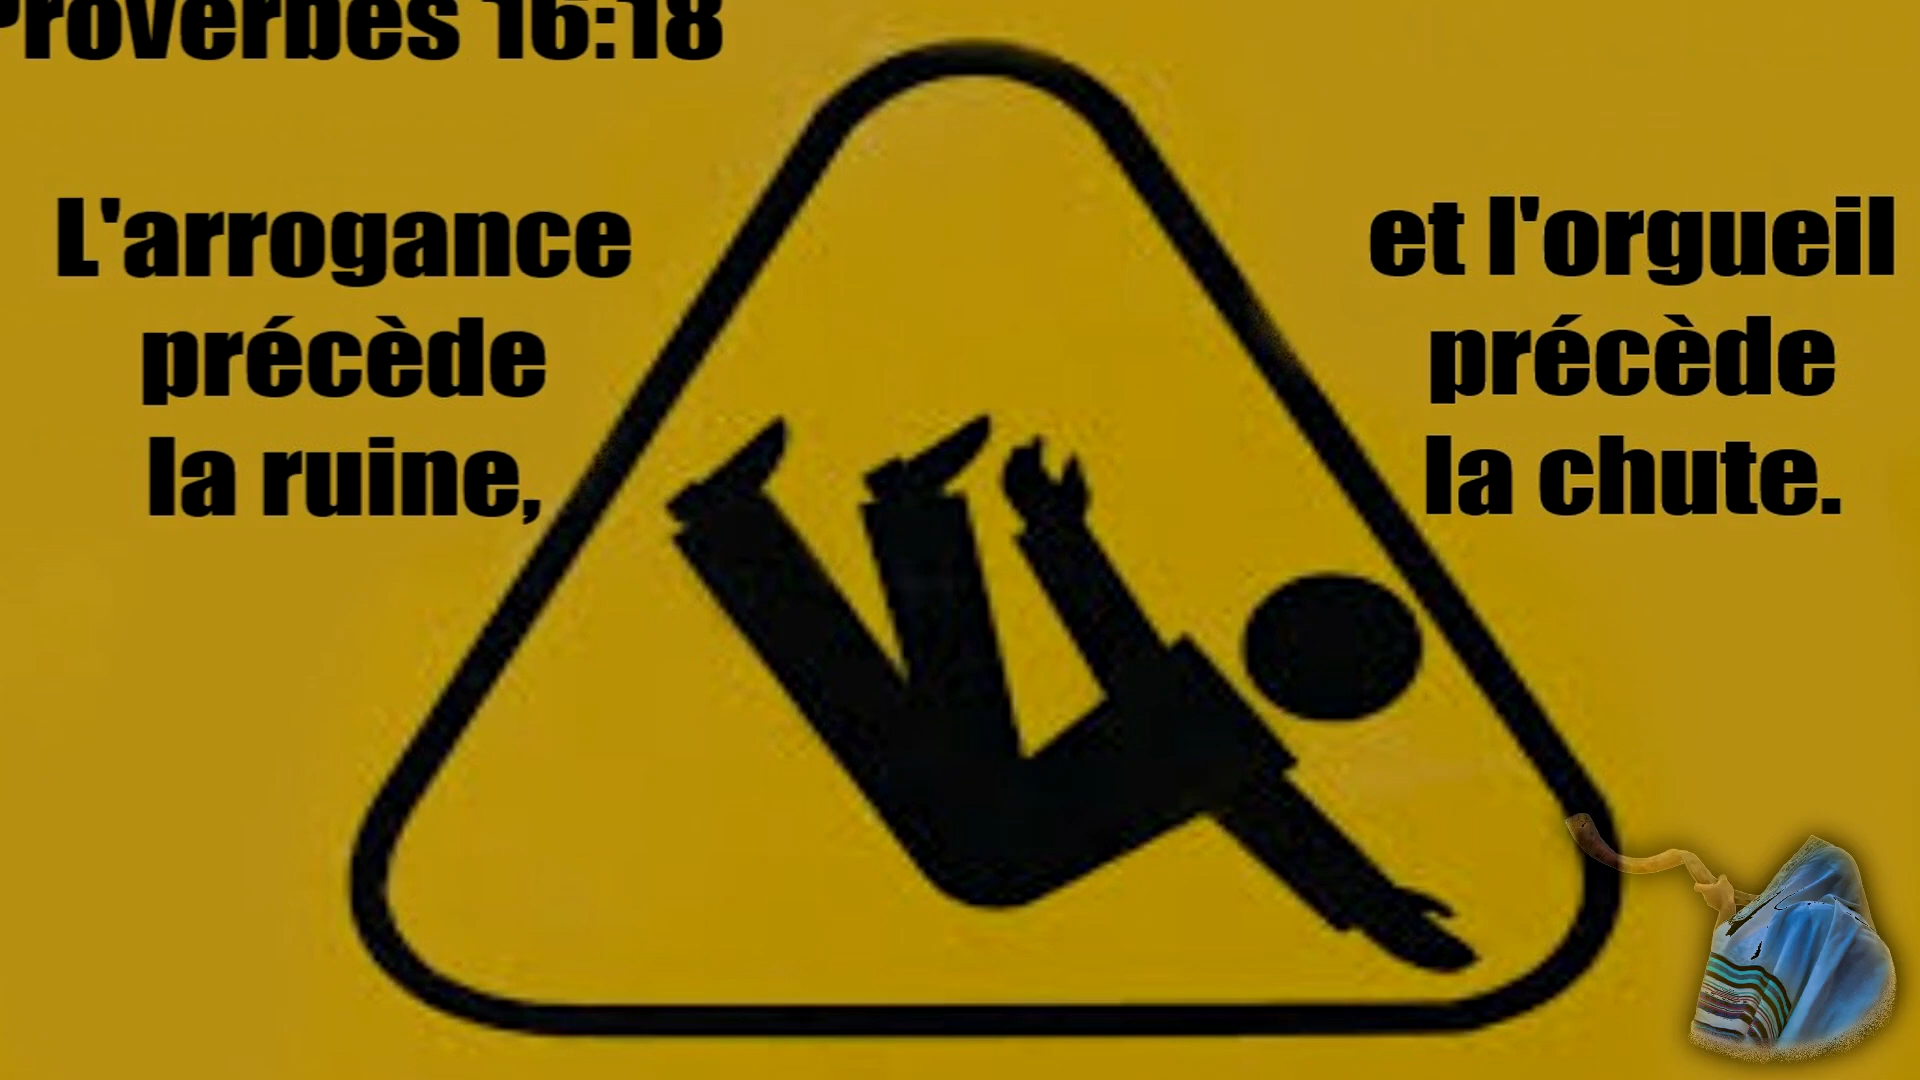 Proverbes 16:18
L'arrogance
précède
la ruine,
et l'orgueil
précède
la chute.